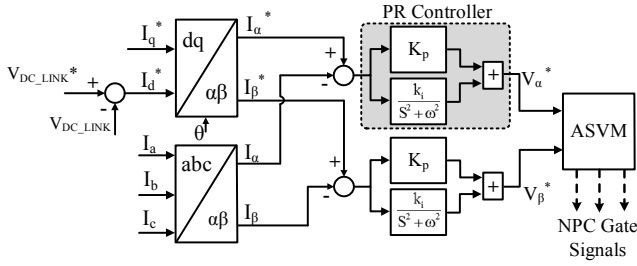 PR Controller
I_q^*
dq
I_α^*
+
-
K_p
k_i
S²+ω²
+
V_α^*
V_DC_LINK*
+
-
I_d^*
αβ
I_β^*
V_DC_LINK
θ
ASVM
I_a
abc
I_α
I_b
+
-
K_p
k_i
S²+ω²
+
V_β^*
I_c
αβ
I_β
NPC Gate
Signals